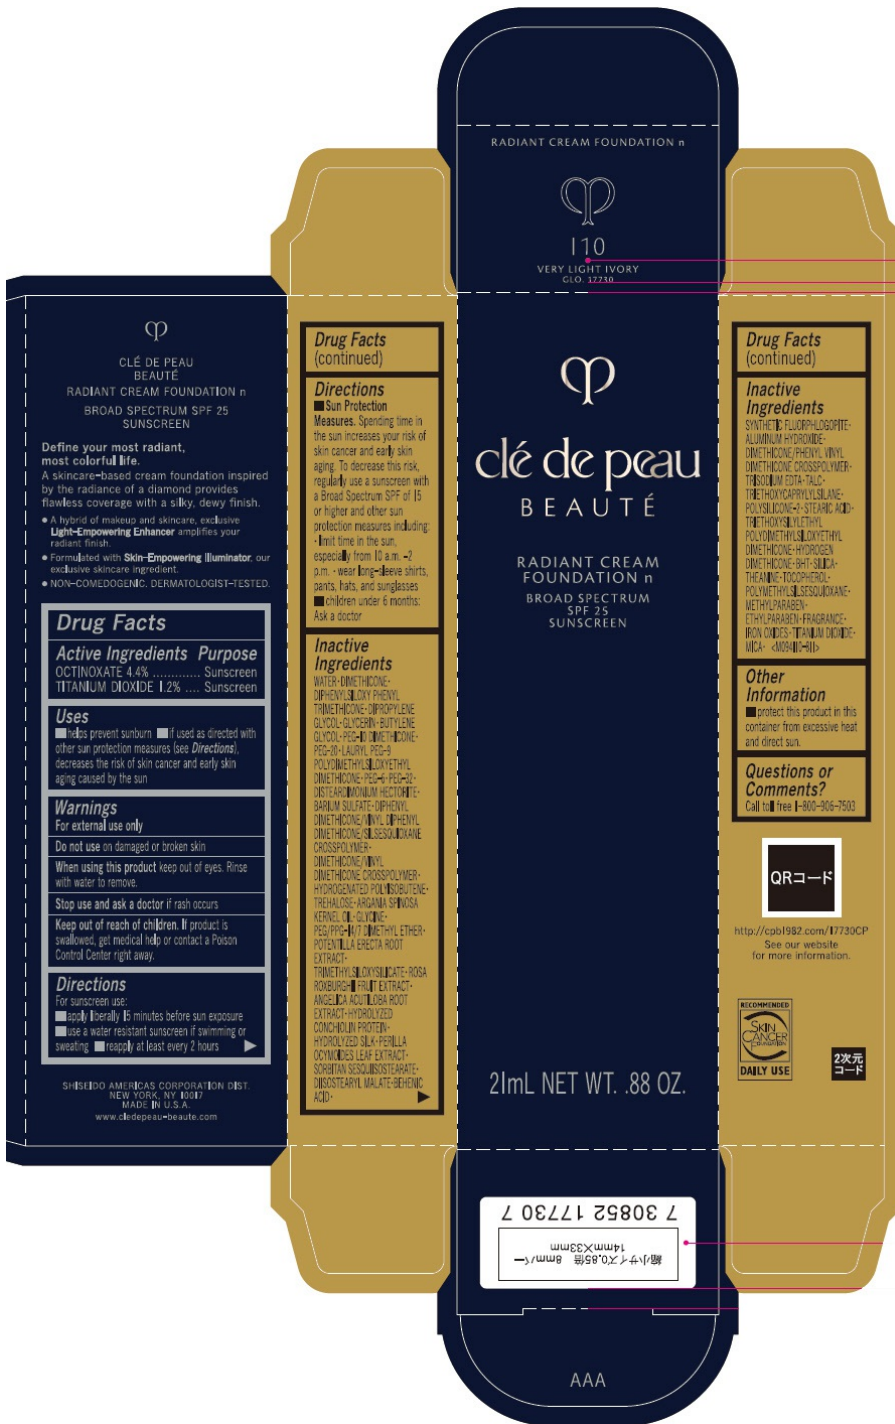 RADIANT CREAM FOUNDATION n
I10
VERY LIGHT IVORY
GLO. 17730
CLÉ DE PEAU
BEAUTÉ
RADIANT CREAM FOUNDATION n
BROAD SPECTRUM SPF 25
SUNSCREEN
Define your most radiant,
most colorful life.
A skincare-based cream foundation inspired
by the radiance of a diamond provides
flawless coverage with a silky, dewy finish.
● A hybrid of makeup and skincare, exclusive
Light-Empowering Enhancer amplifies your
radiant finish.
● Formulated with Skin-Empowering Illuminator, our
exclusive skincare ingredient.
● NON-COMEDOGENIC. DERMATOLOGIST-TESTED.
Drug Facts
Active Ingredients Purpose
OCTINOXATE 4.4% ............. Sunscreen
TITANIUM DIOXIDE 1.2% .... Sunscreen
Uses
■ helps prevent sunburn ■ if used as directed with
other sun protection measures (see Directions),
decreases the risk of skin cancer and early skin
aging caused by the sun
Warnings
For external use only
Do not use on damaged or broken skin
When using this product keep out of eyes. Rinse
with water to remove.
Stop use and ask a doctor if rash occurs
Keep out of reach of children. If product is
swallowed, get medical help or contact a Poison
Control Center right away.
Directions
For sunscreen use:
■ apply liberally 15 minutes before sun exposure
■ use a water resistant sunscreen if swimming or
sweating ■ reapply at least every 2 hours
SHISEIDO AMERICAS CORPORATION DIST.
NEW YORK, NY 10017
MADE IN U.S.A.
www.cledepeau-beaute.com
Drug Facts
(continued)
Directions
■ Sun Protection
Measures. Spending time in
the sun increases your risk of
skin cancer and early skin
aging. To decrease this risk,
regularly use a sunscreen with
a Broad Spectrum SPF of 15
or higher and other sun
protection measures including:
・limit time in the sun,
especially from 10 a.m. -2
p.m. ・wear long-sleeve shirts,
pants, hats, and sunglasses
■ children under 6 months:
Ask a doctor
Inactive
Ingredients
WATER・DIMETHICONE・
DIPHENYLSILOXY PHENYL
TRIMETHICONE・DIPROPYLENE
GLYCOL・GLYCERIN・BUTYLENE
GLYCOL・PEG-10 DIMETHICONE・
PEG-20・LAURYL PEG-9
POLYDIMETHYLSILOXYETHYL
DIMETHICONE・PEG-6・PEG-32・
DISTEARDIMONIUM HECTORITE・
BARIUM SULFATE・DIPHENYL
DIMETHICONE/VINYL DIPHENYL
DIMETHICONE/SILSESQUIOXANE
CROSSPOLYMER・
DIMETHICONE/VINYL
DIMETHICONE CROSSPOLYMER・
HYDROGENATED POLYISOBUTENE・
TREHALOSE・ARGANIA SPINOSA
KERNEL OIL・GLYCINE・
PEG/PPG-14/7 DIMETHYL ETHER・
POTENTILLA ERECTA ROOT
EXTRACT・
TRIMETHYLSILOXYSILICATE・ROSA
ROXBURGHII FRUIT EXTRACT・
ANGELICA ACUTILOBA ROOT
EXTRACT・HYDROLYZED
CONCHIOLIN PROTEIN・
HYDROLYZED SILK・PERILLA
OCYMOIDES LEAF EXTRACT・
SORBITAN SESQUIISOSTEARATE・
DIISOSTEARYL MALATE・BEHENIC
ACID・
clé de peau
BEAUTÉ
RADIANT CREAM
FOUNDATION n
BROAD SPECTRUM
SPF 25
SUNSCREEN
21mL NET WT. .88 OZ.
Drug Facts
(continued)
Inactive
Ingredients
SYNTHETIC FLUORPHLOGOPITE・
ALUMINUM HYDROXIDE・
DIMETHICONE/PHENYL VINYL
DIMETHICONE CROSSPOLYMER・
TRISODIUM EDTA・TALC・
TRIETHOXYCAPRYLYLSILANE・
POLYSILICONE-2・STEARIC ACID・
TRIETHOXYSILYLETHYL
POLYDIMETHYLSILOXYETHYL
DIMETHICONE・HYDROGEN
DIMETHICONE・BHT・SILICA・
THEANINE・TOCOPHEROL・
POLYMETHYLSILSESQUIOXANE・
METHYLPARABEN・
ETHYLPARABEN・FRAGRANCE・
IRON OXIDES・TITANIUM DIOXIDE・
MICA・ <M094110-811>
Other
Information
■ protect this product in this
container from excessive heat
and direct sun.
Questions or
Comments?
Call toll free 1-800-906-7503
QRコード
http://cpb1982.com/17730CP
See our website
for more information.
RECOMMENDED
SKIN
CANCER
FOUNDATION
DAILY USE
2次元
コード
縮小サイズ0.85倍 8mmバー
14mm×33mm
7 30852 17730 7
AAA